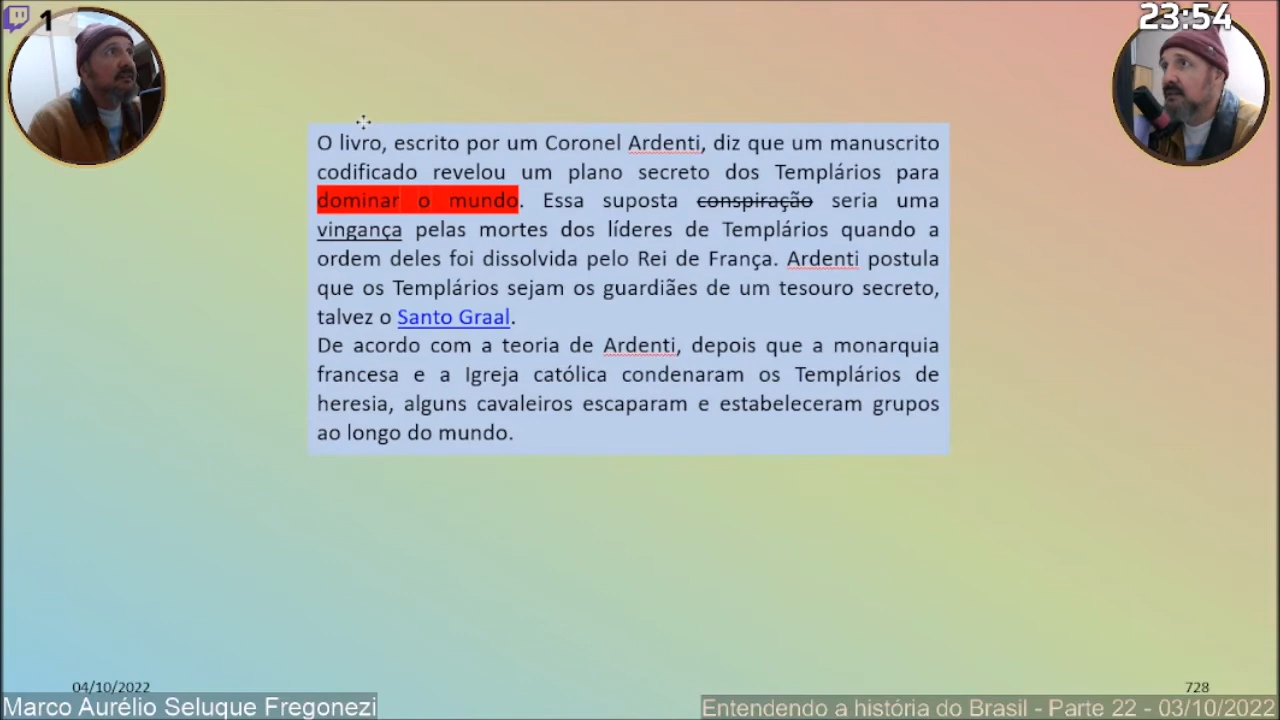 1
23:54
O livro, escrito por um Coronel Ardenti, diz que um manuscrito
codificado revelou um plano secreto dos Templários para
dominar o mundo. Essa suposta conspiração seria uma
vingança pelas mortes dos líderes de Templários quando a
ordem deles foi dissolvida pelo Rei de França. Ardenti postula
que os Templários sejam os guardiães de um tesouro secreto,
talvez o Santo Graal.
De acordo com a teoria de Ardenti, depois que a monarquia
francesa e a Igreja católica condenaram os Templários de
heresia, alguns cavaleiros escaparam e estabeleceram grupos
ao longo do mundo.
04/10/2022
728
Marco Aurélio Seluque Fregonezi
Entendendo a história do Brasil - Parte 22 - 03/10/2022